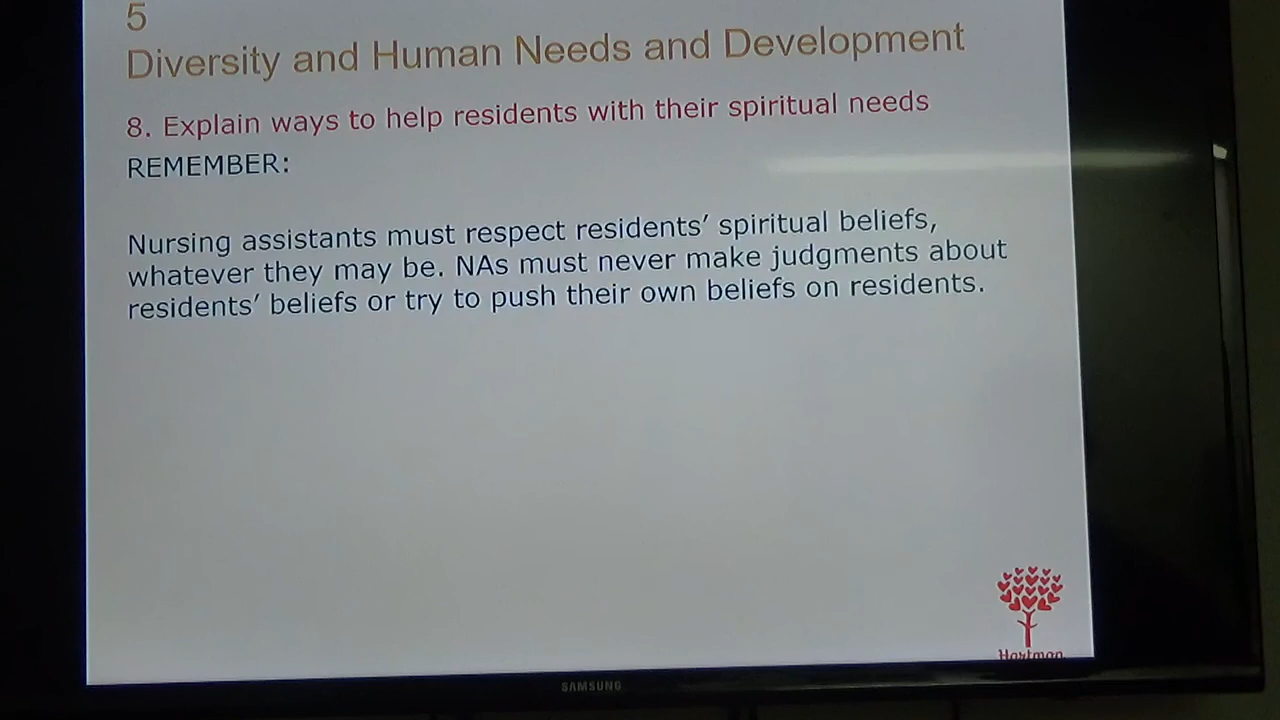 5
Diversity and Human Needs and Development
8. Explain ways to help residents with their spiritual needs
REMEMBER:
Nursing assistants must respect residents’ spiritual beliefs,
whatever they may be. NAs must never make judgments about
residents’ beliefs or try to push their own beliefs on residents.
Hartman
SAMSUNG